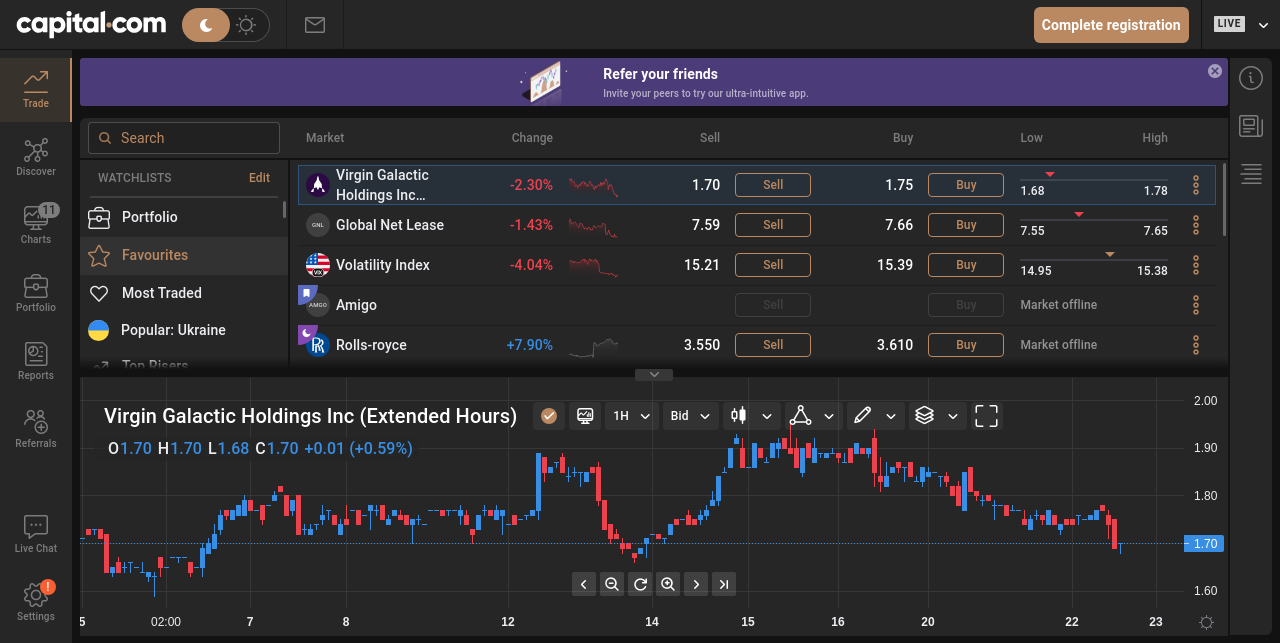 capital.com
Complete registration
LIVE
Trade
Discover
11
Charts
Portfolio
Reports
Referrals
Live Chat
!
Settings
Refer your friends
Invite your peers to try our ultra-intuitive app.
Search
WATCHLISTS Edit
Portfolio
Favourites
Most Traded
Popular: Ukraine
Top Risers
Market Change Sell Buy Low High
Virgin Galactic
Holdings Inc... -2.30% 1.70 Sell 1.75 Buy 1.68 1.78
GNL Global Net Lease -1.43% 7.59 Sell 7.66 Buy 7.55 7.65
VIX Volatility Index -4.04% 15.21 Sell 15.39 Buy 14.95 15.38
AMGO Amigo Sell Buy Market offline
Rolls-royce +7.90% 3.550 Sell 3.610 Buy Market offline
Virgin Galactic Holdings Inc (Extended Hours) 1H Bid
O1.70 H1.70 L1.68 C1.70 +0.01 (+0.59%)
2.00
1.90
1.80
1.70
1.60
5 02:00 7 8 12 14 15 16 20 22 23